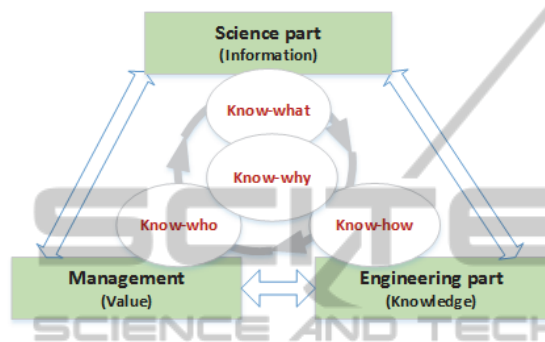 Science part
(Information)
Know-what
Know-why
Know-who
Know-how
Management
(Value)
Engineering part
(Knowledge)
SCITE
SCIENCE AND TECH